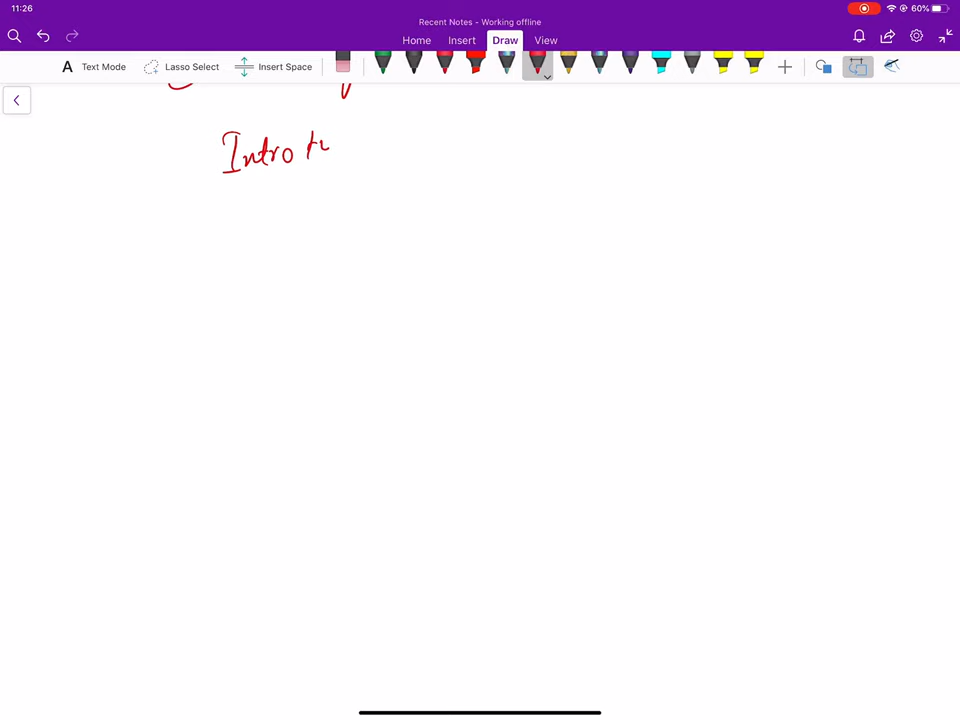 11:26
60%
Recent Notes - Working offline
Home Insert Draw View
A Text Mode Lasso Select Insert Space
Intro